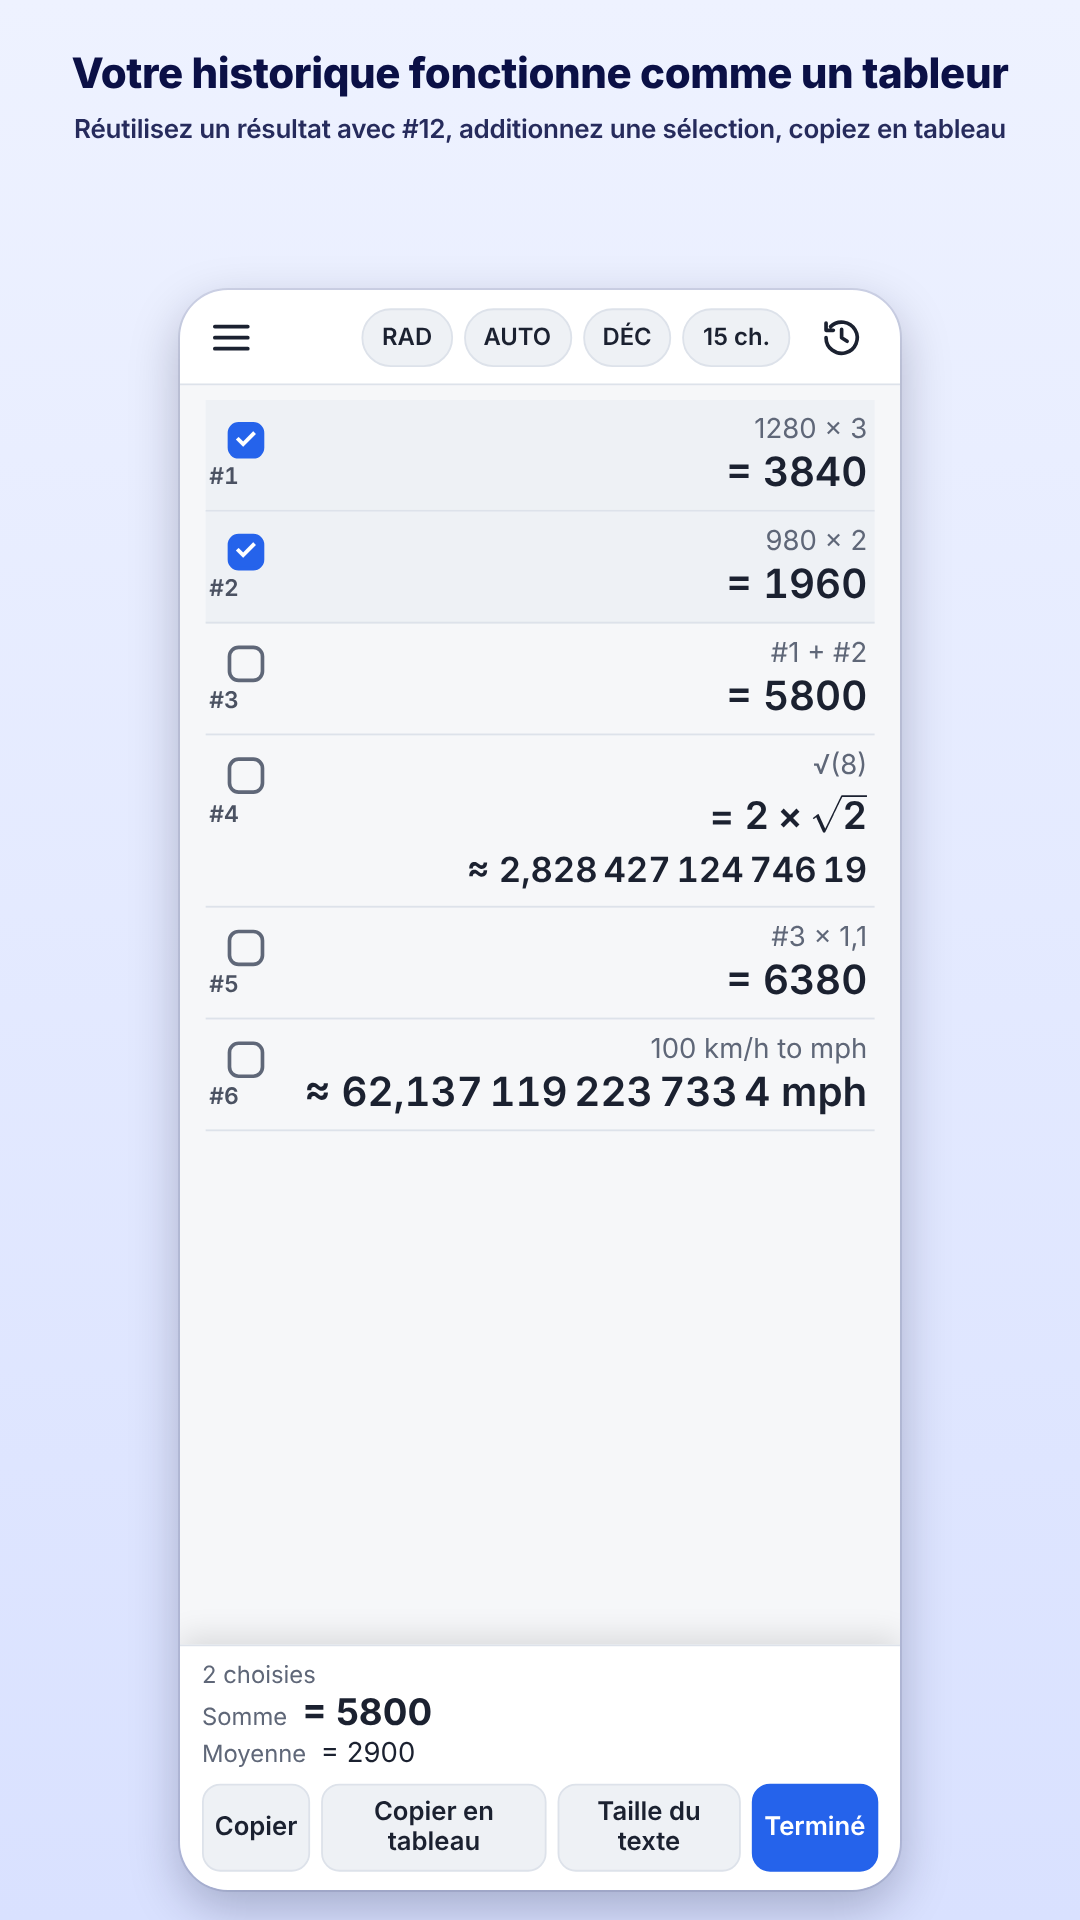 Votre historique fonctionne comme un tableur
Réutilisez un résultat avec #12, additionnez une sélection, copiez en tableau
RAD AUTO DÉC 15 ch.
1280 × 3
#1 = 3840
980 × 2
#2 = 1960
#1 + #2
#3 = 5800
√(8)
#4 = 2 × √2
≈ 2,828 427 124 746 19
#3 × 1,1
#5 = 6380
100 km/h to mph
#6 ≈ 62,137 119 223 733 4 mph
2 choisies
Somme = 5800
Moyenne = 2900
Copier
Copier en
tableau
Taille du
texte
Terminé